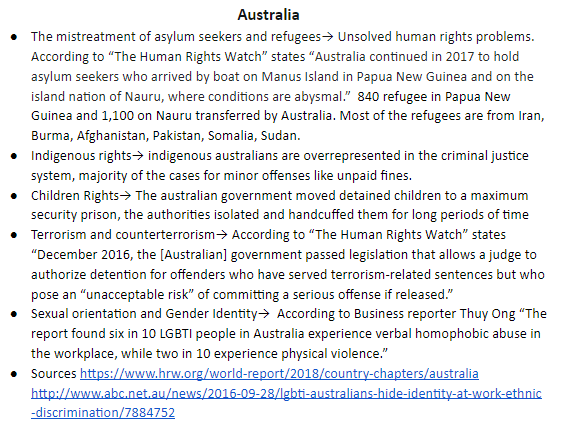 Australia
● The mistreatment of asylum seekers and refugees→ Unsolved human rights problems.
According to “The Human Rights Watch” states “Australia continued in 2017 to hold
asylum seekers who arrived by boat on Manus Island in Papua New Guinea and on the
island nation of Nauru, where conditions are abysmal.”  840 refugee in Papua New
Guinea and 1,100 on Nauru transferred by Australia. Most of the refugees are from Iran,
Burma, Afghanistan, Pakistan, Somalia, Sudan.
● Indigenous rights→ indigenous australians are overrepresented in the criminal justice
system, majority of the cases for minor offenses like unpaid fines.
● Children Rights→ The australian government moved detained children to a maximum
security prison, the authorities isolated and handcuffed them for long periods of time
● Terrorism and counterterrorism→ According to “The Human Rights Watch” states
“December 2016, the [Australian] government passed legislation that allows a judge to
authorize detention for offenders who have served terrorism-related sentences but who
pose an “unacceptable risk” of committing a serious offense if released.”
● Sexual orientation and Gender Identity→  According to Business reporter Thuy Ong “The
report found six in 10 LGBTI people in Australia experience verbal homophobic abuse in
the workplace, while two in 10 experience physical violence.”
● Sources https://www.hrw.org/world-report/2018/country-chapters/australia
http://www.abc.net.au/news/2016-09-28/lgbti-australians-hide-identity-at-work-ethnic
-discrimination/7884752